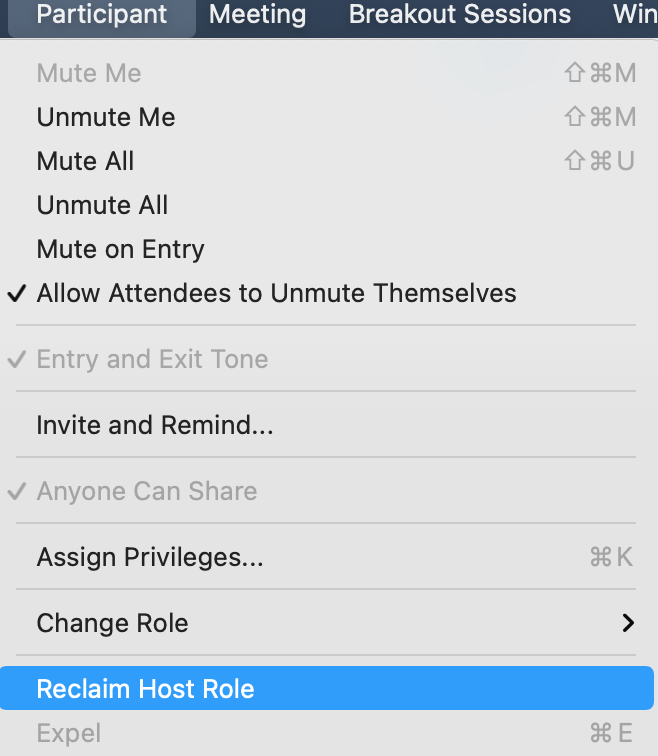 Participant Meeting Breakout Sessions Win
Mute Me ⇧⌘M
Unmute Me ⇧⌘M
Mute All ⇧⌘U
Unmute All
Mute on Entry
✓ Allow Attendees to Unmute Themselves
✓ Entry and Exit Tone
Invite and Remind...
✓ Anyone Can Share
Assign Privileges... ⌘K
Change Role >
Reclaim Host Role
Expel ⌘E